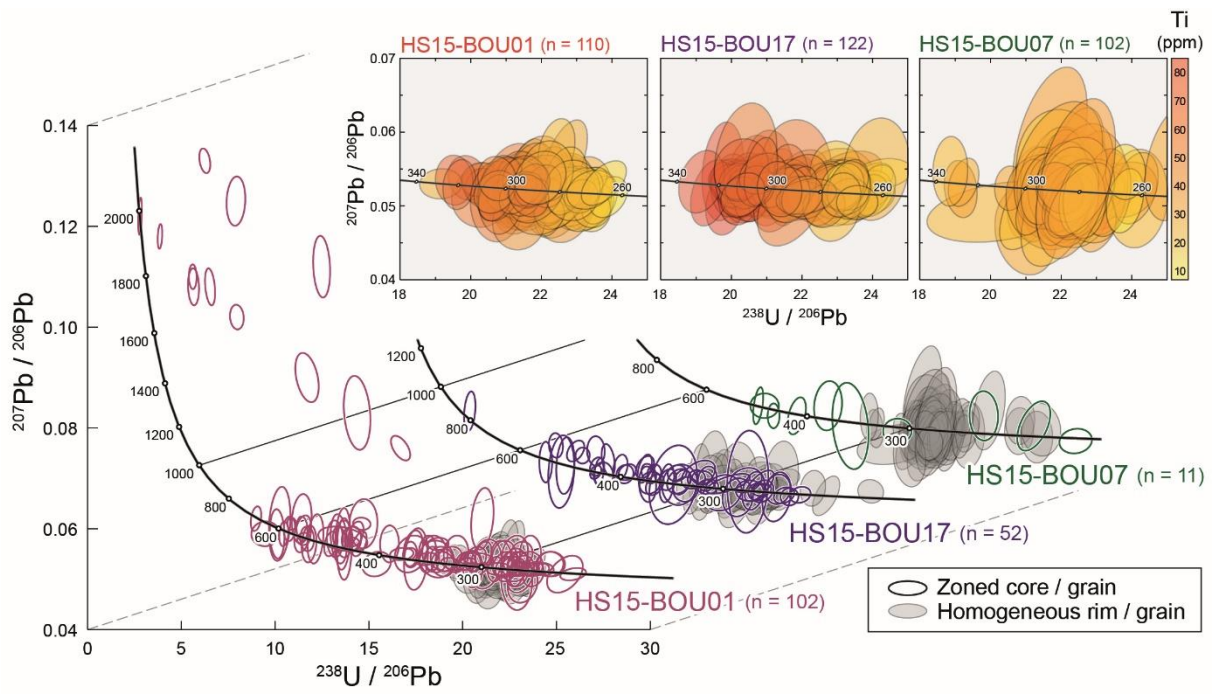 Ti
(ppm)
HS15-BOU01 (n = 110)
HS15-BOU17 (n = 122)
HS15-BOU07 (n = 102)
0.07
0.06
0.05
0.04
207Pb / 206Pb
340
300
260
340
300
260
340
300
260
18 20 22 24
18 20 22 24
18 20 22 24
238U / 206Pb
80
70
60
50
40
30
20
10
0.14
0.12
0.10
0.08
0.06
0.04
207Pb / 206Pb
2000
1800
1600
1400
1200
1000
800
600
400
300
1200
1000
800
600
400
300
800
600
400
300
HS15-BOU07 (n = 11)
HS15-BOU17 (n = 52)
HS15-BOU01 (n = 102)
Zoned core / grain
Homogeneous rim / grain
0 5 10 15 20 25 30
238U / 206Pb